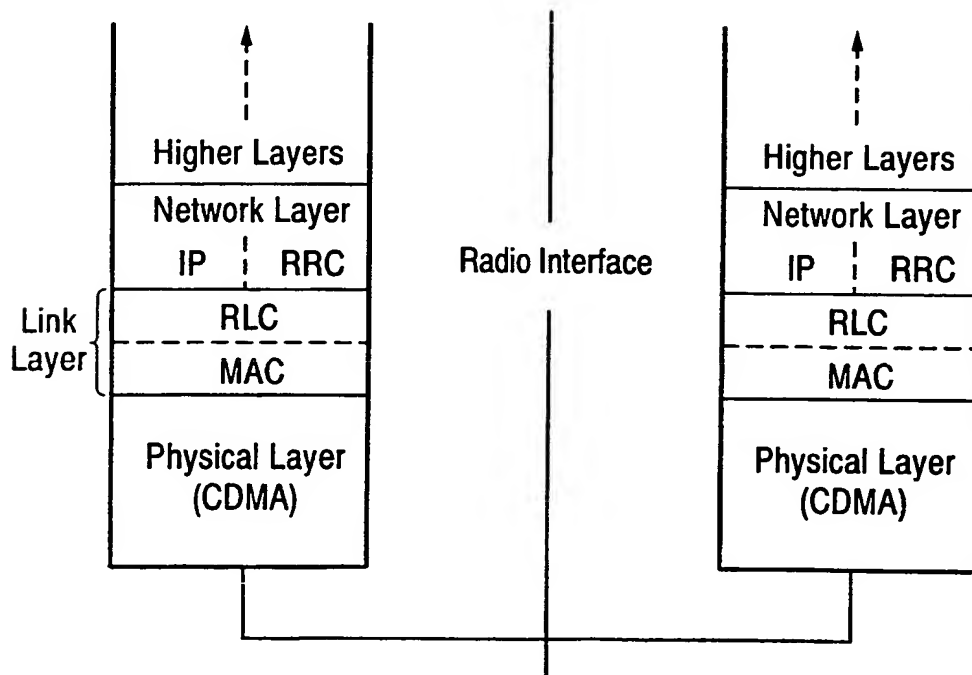 Higher Layers
Network Layer
IP RRC
Link
Layer
RLC
MAC
Physical Layer
(CDMA)
Radio Interface
Higher Layers
Network Layer
IP RRC
RLC
MAC
Physical Layer
(CDMA)